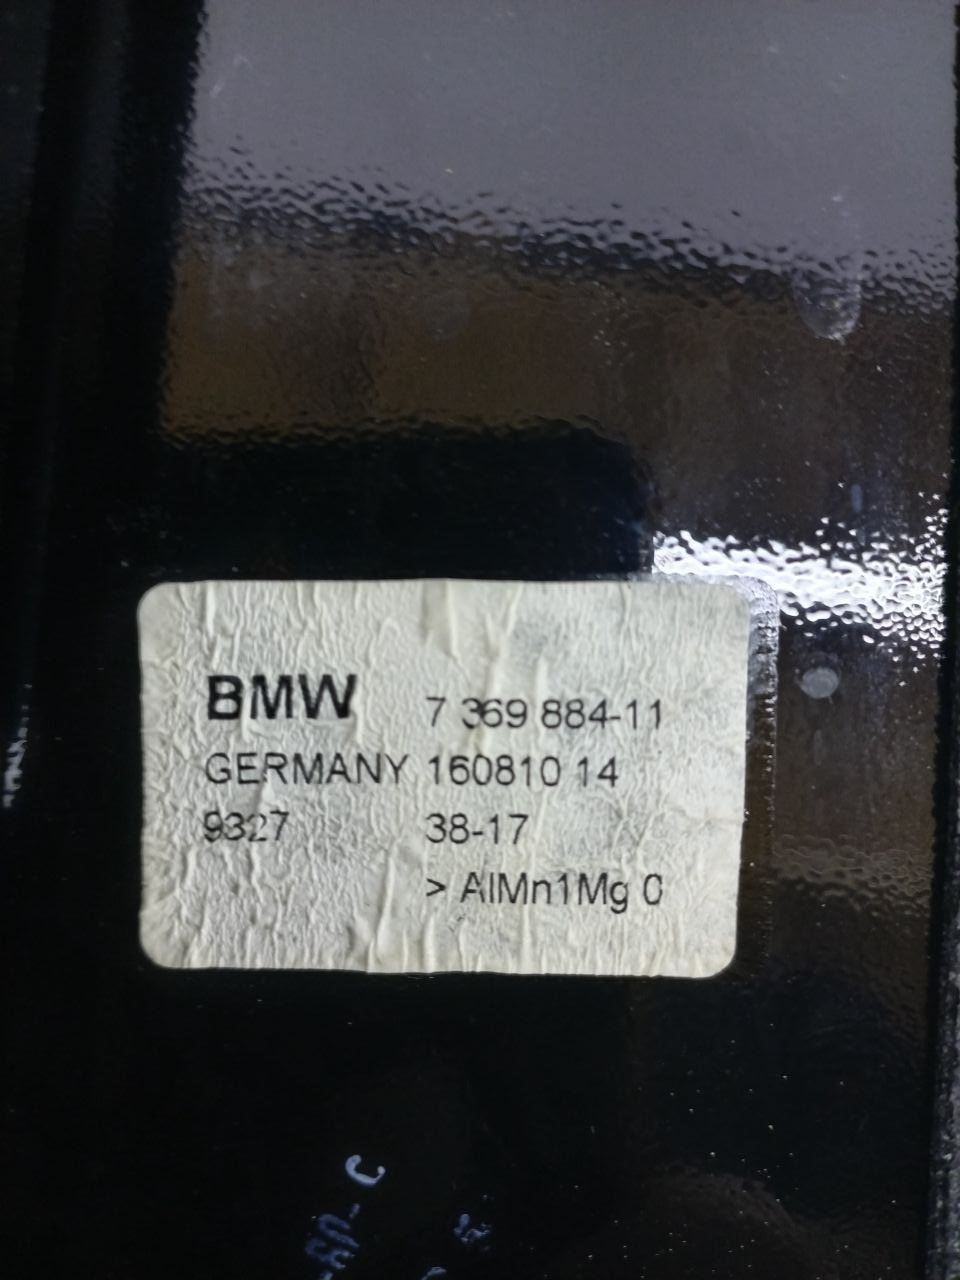 BMW 7 369 884-11
GERMANY 160810 14
9327 38-17
> AlMn1Mg 0
C